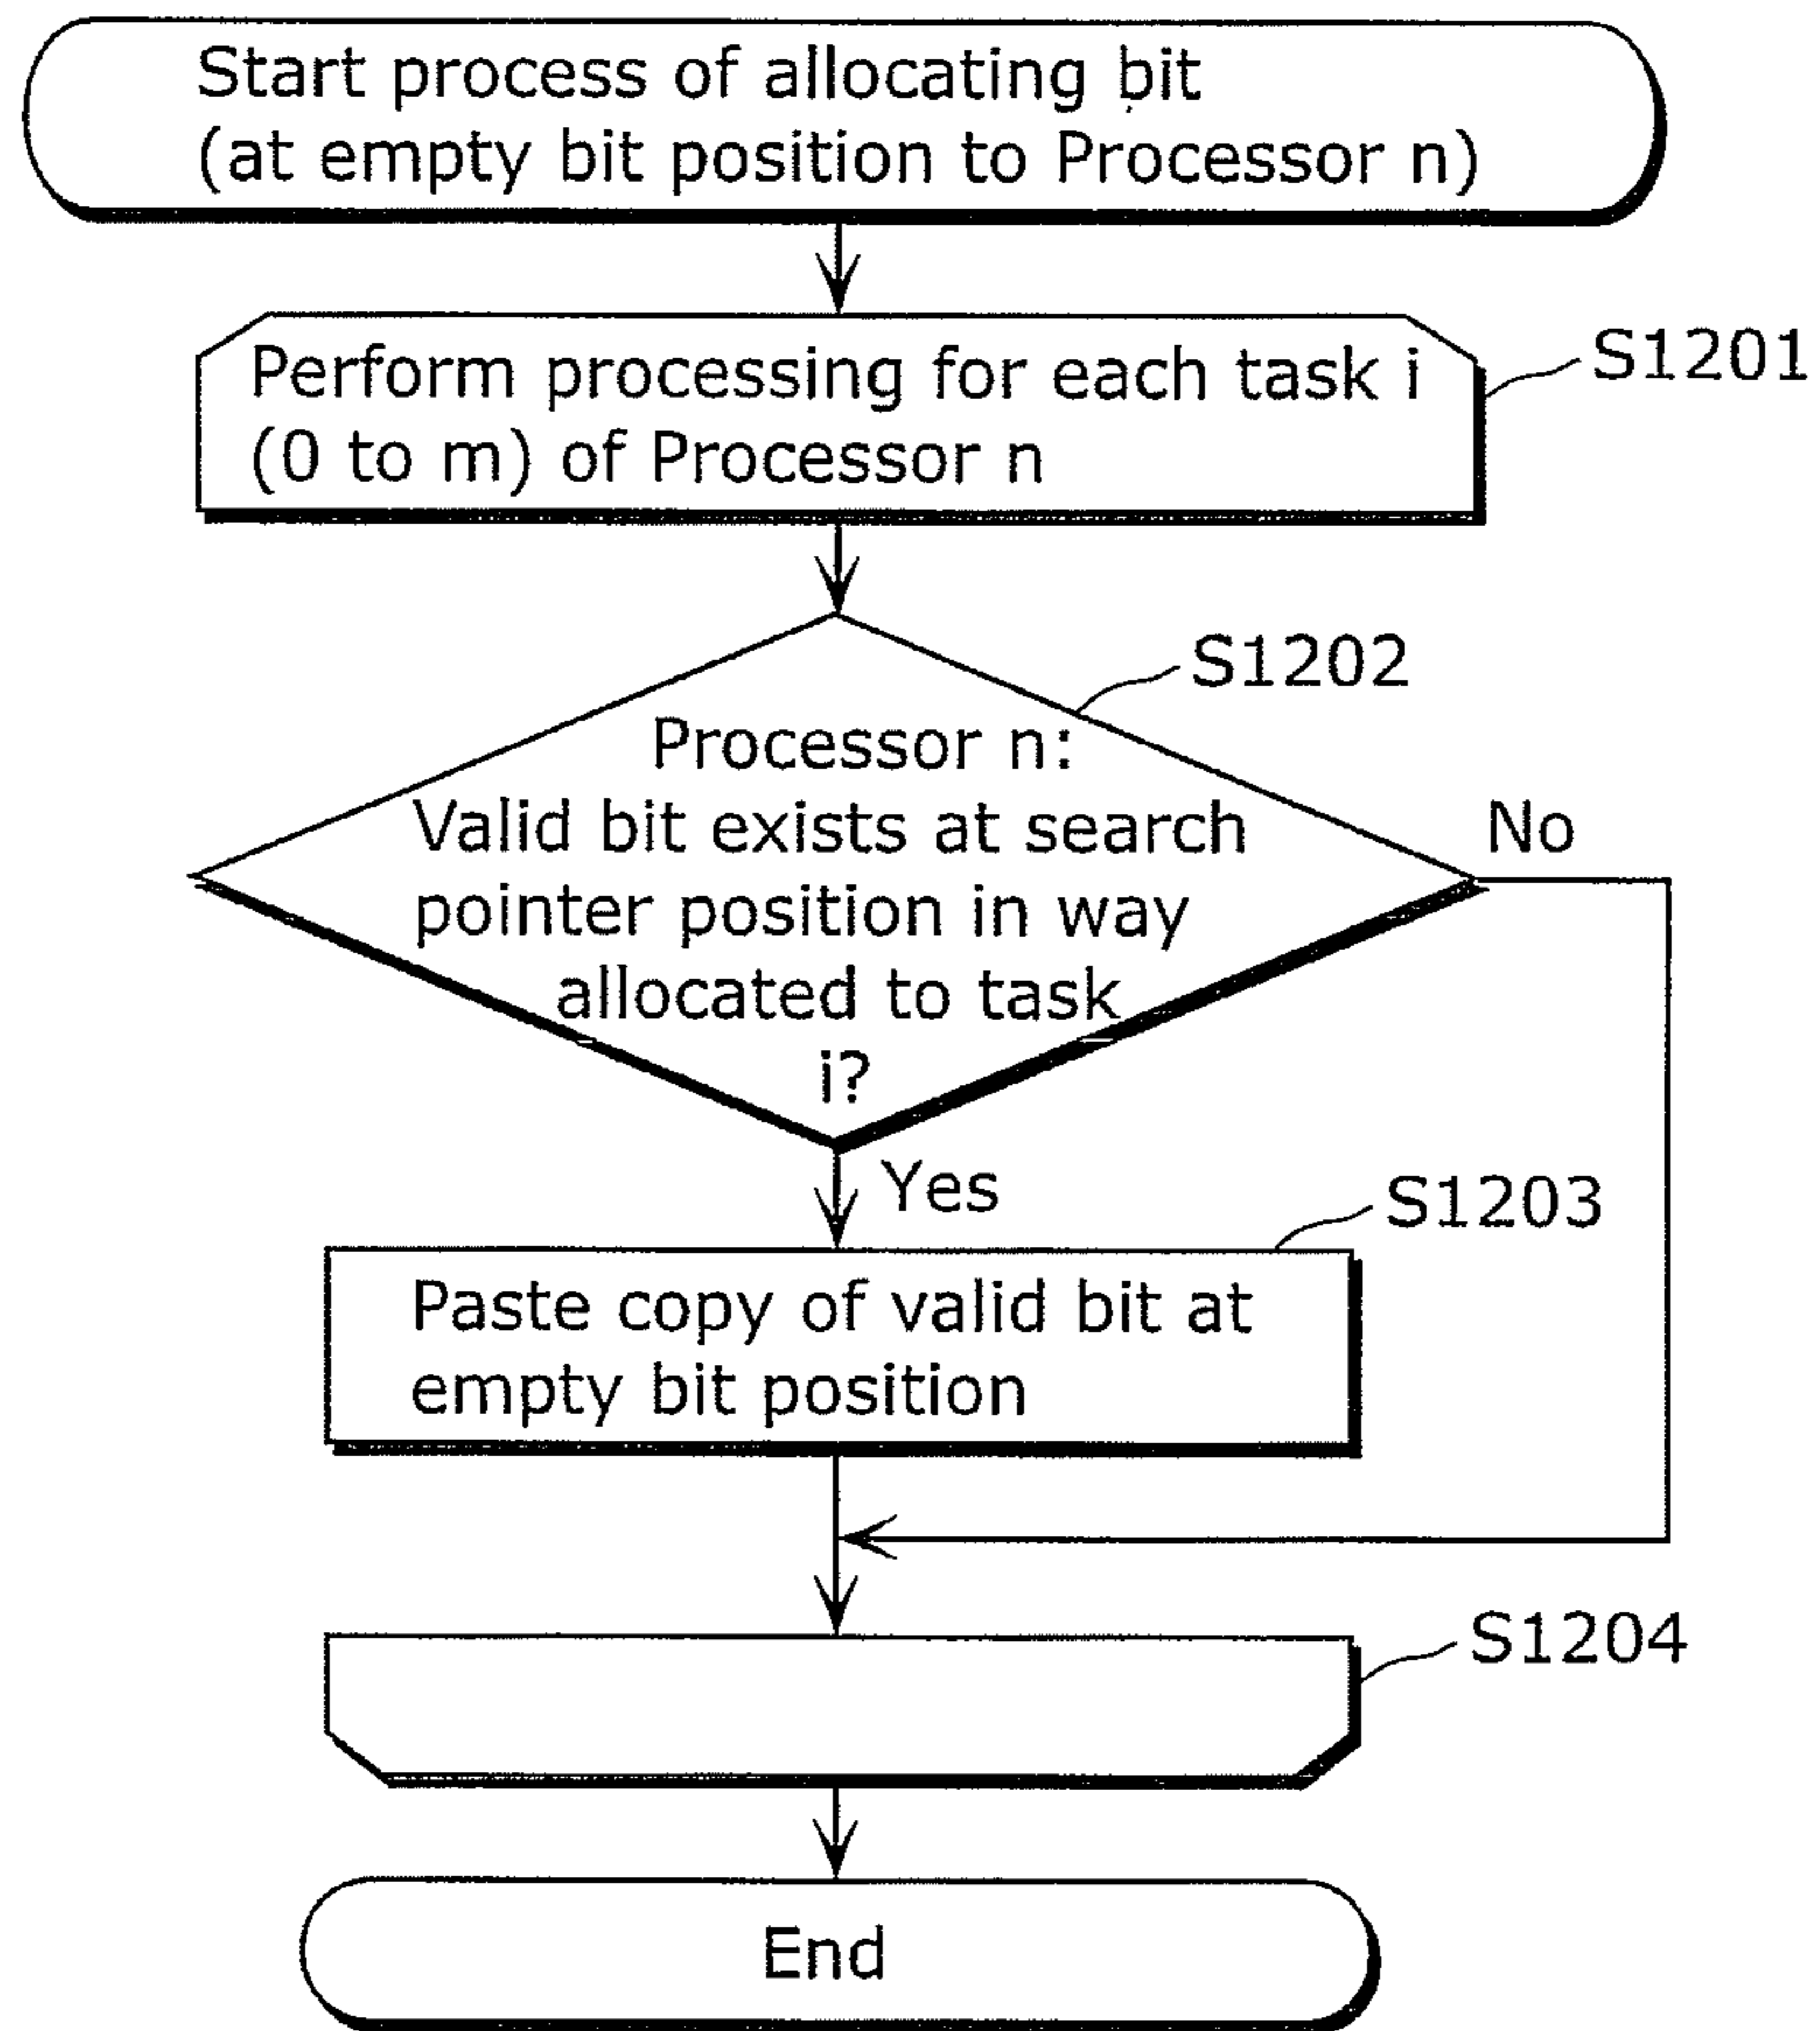 Start process of allocating bit
(at empty bit position to Processor n)
Perform processing for each task i
(0 to m) of Processor n
S1201
S1202
Processor n:
Valid bit exists at search
pointer position in way
allocated to task
i?
No
Yes
S1203
Paste copy of valid bit at
empty bit position
S1204
End